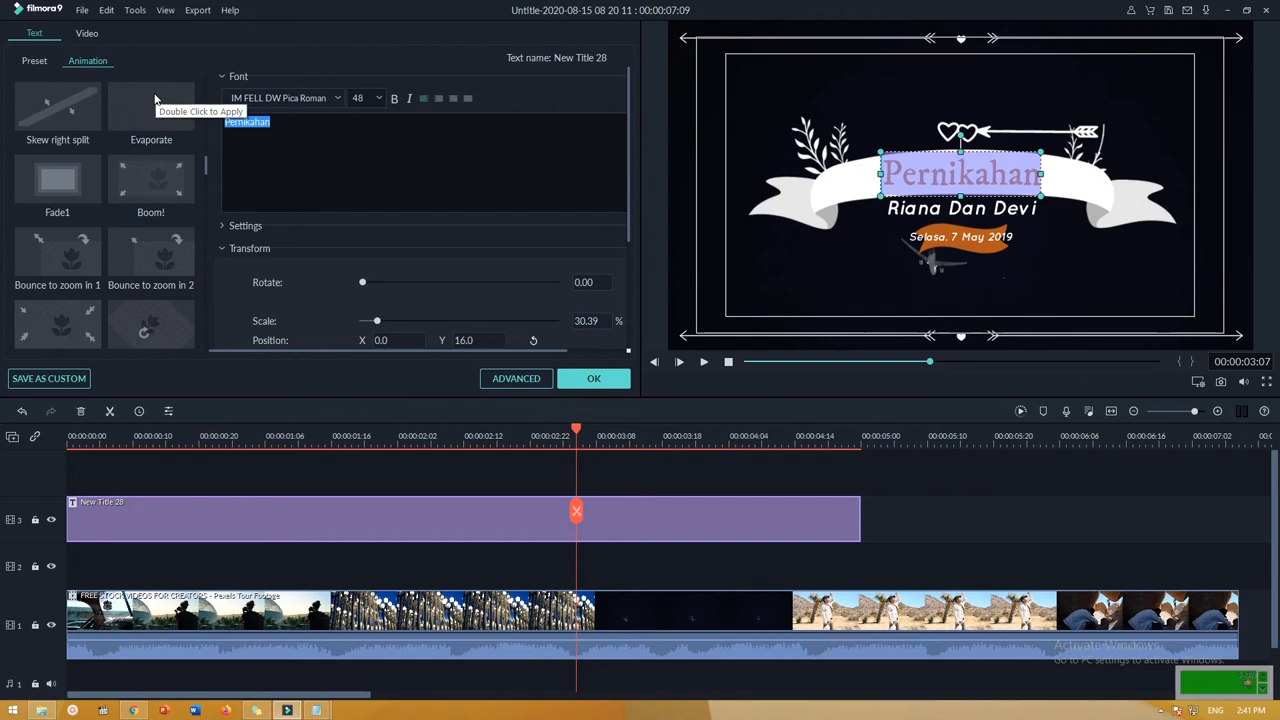 filmora9 File Edit Tools View Export Help Untitle-2020-08-15 08 20 11 : 00:00:07:09
Text Video
Preset Animation
Text name: New Title 28
Font
IM FELL DW Pica Roman 48 B I
Double Click to Apply
Pernikahan
Skew right split Evaporate
Fade1 Boom!
Bounce to zoom in 1 Bounce to zoom in 2
Settings
Transform
Rotate: 0.00
Scale: 30.39 %
Position: X 0.0 Y 16.0
SAVE AS CUSTOM ADVANCED OK
Pernikahan
Riana Dan Devi
Selasa, 7 May 2019
{ } 00:00:03:07
00:00:00:00 00:00:00:10 00:00:00:20 00:00:01:06 00:00:01:16 00:00:02:02 00:00:02:12 00:00:02:22 00:00:03:08 00:00:03:18 00:00:04:04 00:00:04:14 00:00:05:00 00:00:05:10 00:00:05:20 00:00:06:06 00:00:06:16 00:00:07:02
3
T New Title 28
2
FREE STOCK VIDEOS FOR CREATORS - Pexels Tour Footage
1
Activate Windows
Go to PC settings to activate Windows.
1
ENG 2:41 PM